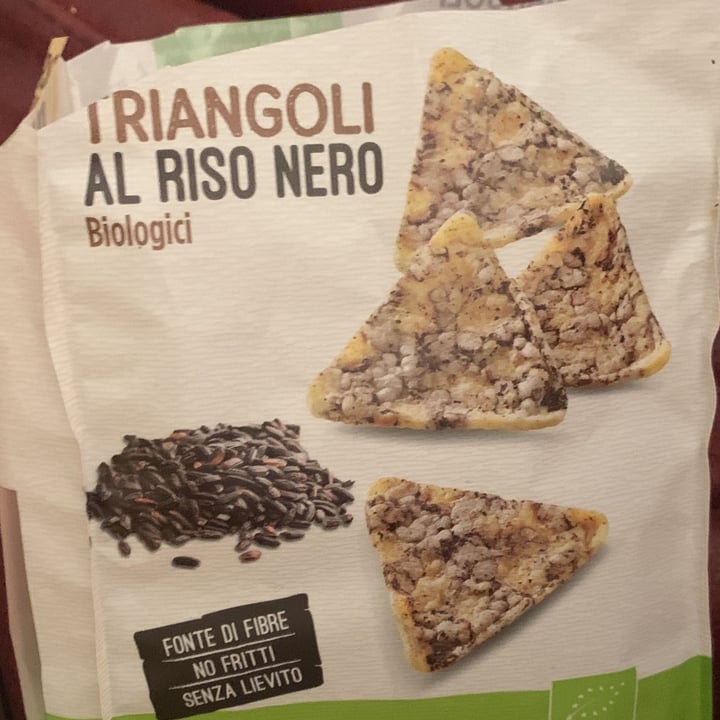 TRIANGOLI
AL RISO NERO
Biologici
FONTE DI FIBRE
NO FRITTI
SENZA LIEVITO